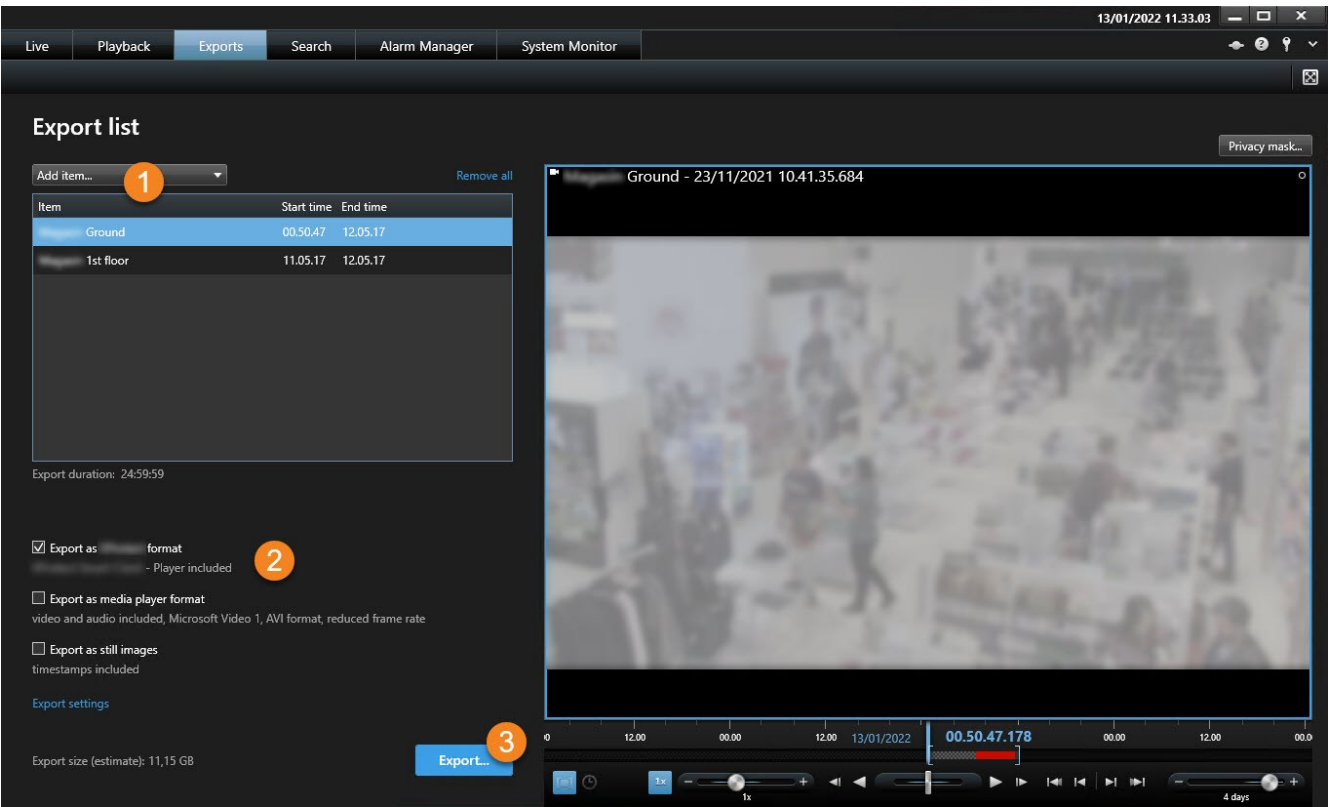 13/01/2022 11.33.03
Live Playback Exports Search Alarm Manager System Monitor
Export list
Privacy mask...
Add item... 1
Remove all
Item Start time End time
Ground 00.50.47 12.05.17
1st floor 11.05.17 12.05.17
Export duration: 24:59:59
Export as format
- Player included
2
Export as media player format
video and audio included, Microsoft Video 1, AVI format, reduced frame rate
Export as still images
timestamps included
Export settings
3
Export size (estimate): 11,15 GB
Export...
Ground - 23/11/2021 10.41.35.684
0 12.00 00.00 12.00 13/01/2022 00.50.47.178 00.00 12.00 00.0
1x
1x
4 days